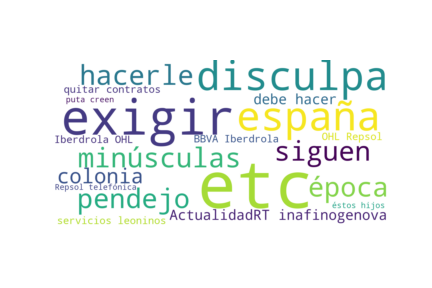 hacerle disculpa
quitar contratos
puta creen
debe hacer
exigir españa
Iberdrola OHL
BBVA Iberdrola
OHL Repsol
minúsculas siguen
colonia
Repsol telefónica
etc época
pendejo
éstos hijos
servicios leoninos
ActualidadRT inafinogenova